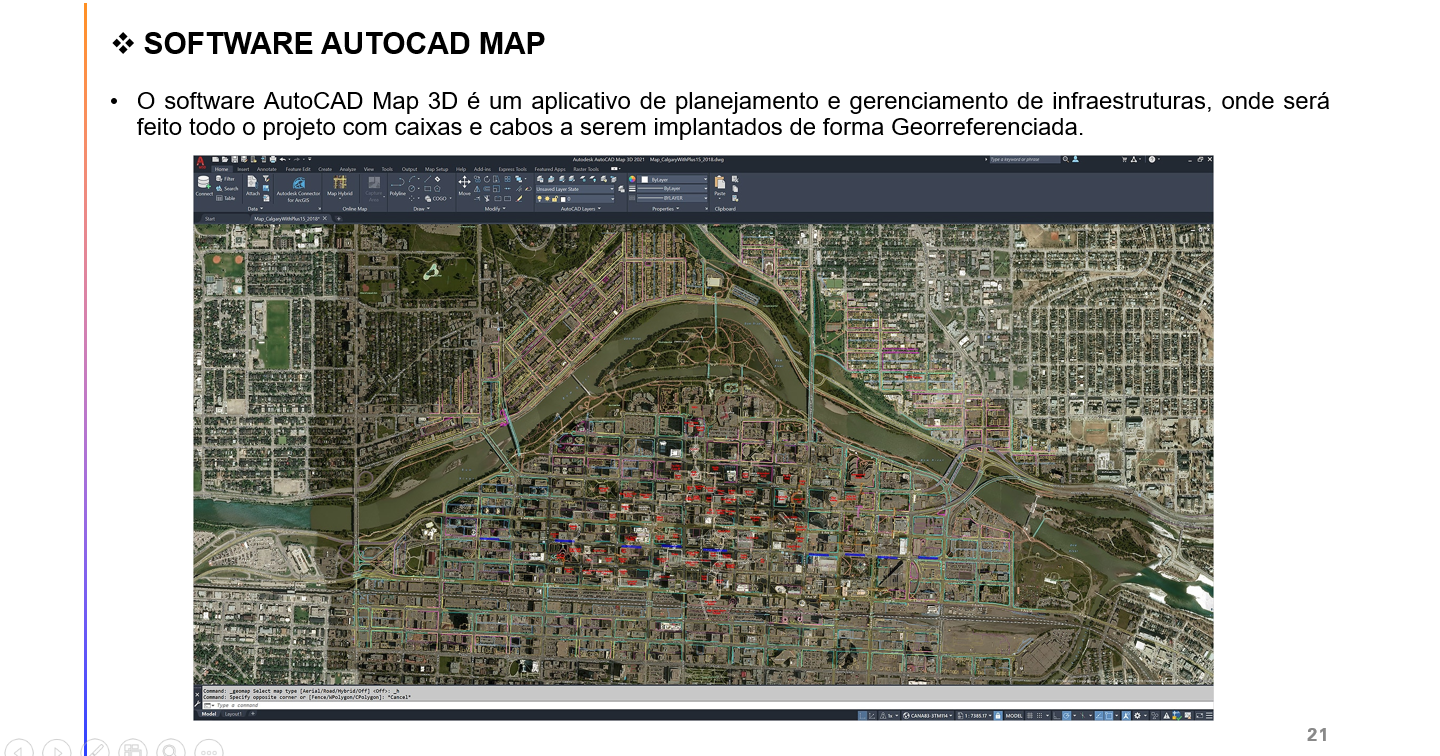 ❖ SOFTWARE AUTOCAD MAP
• O software AutoCAD Map 3D é um aplicativo de planejamento e gerenciamento de infraestruturas, onde será
feito todo o projeto com caixas e cabos a serem implantados de forma Georreferenciada.
Autodesk AutoCAD Map 3D 2021 Map_CalgaryWithPlus15_2018.dwg
Type a keyword or phrase
Home Insert Annotate Feature Edit Create Analyze View Tools Output Map Setup Help Add-ins Express Tools Featured Apps Raster Tools
Connect
Filter
Search
Table
Attach
Autodesk Connector
for ArcGIS
Map Hybrid
Capture
Area
Polyline
COGO
Move
Unsaved Layer State
0
ByLayer
ByLayer
BYLAYER
Paste
Data Online Map Draw Modify AutoCAD Layers Properties Clipboard
Start Map_CalgaryWithPlus15_2018*
Command: _geomap Select map type [Aerial/Road/Hybrid/Off] <Off>: _h
Command: Specify opposite corner or [Fence/WPolygon/CPolygon]: *Cancel*
Type a command
Model Layout1
CANA83-3TM114 1 : 7385.17 MODEL
21